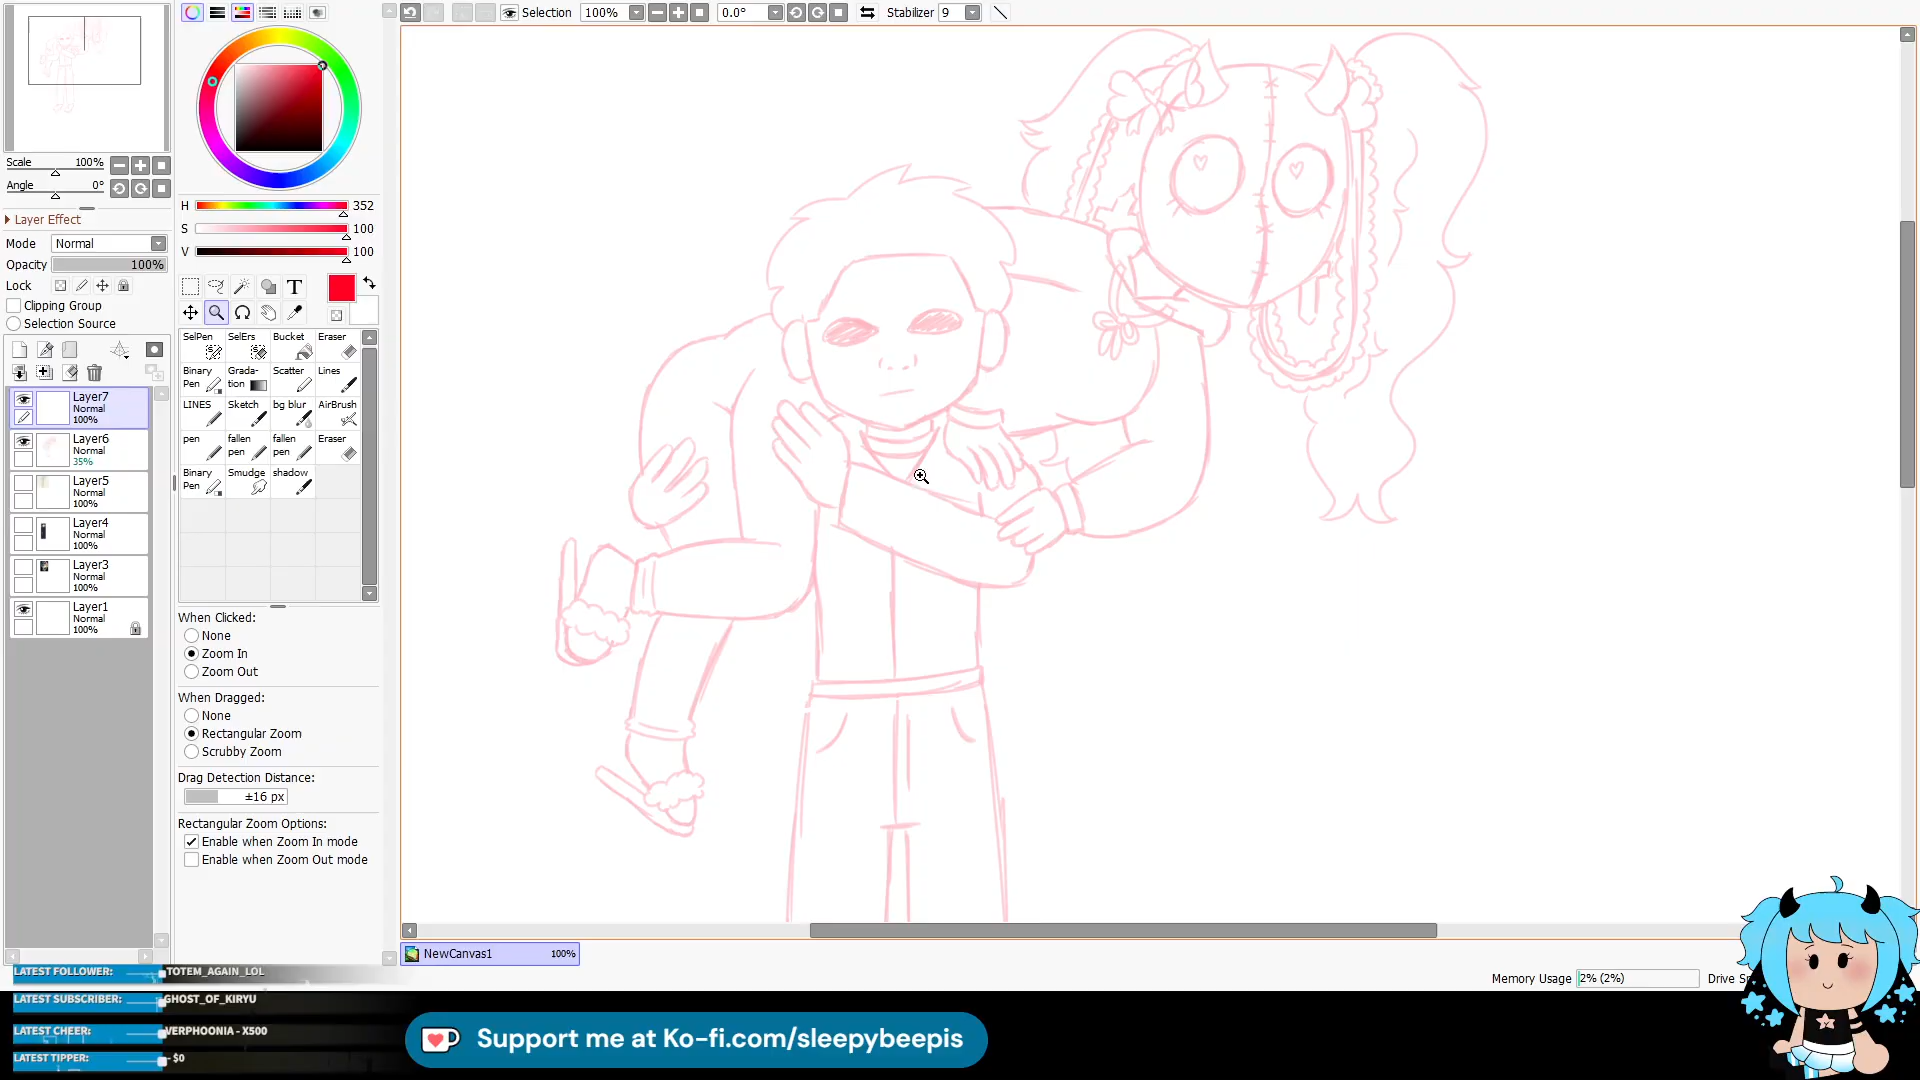 Selection 100% 0.0° Stabilizer 9
Scale 100%
Angle 0°
Layer Effect
Mode Normal
Opacity 100%
Lock
Clipping Group
Selection Source
Layer7
Normal
100%
Layer6
Normal
35%
Layer5
Normal
100%
Layer4
Normal
100%
Layer3
Normal
100%
Layer1
Normal
100%
H 352
S 100
V 100
T
SelPen SelErs Bucket Eraser
Binary Pen Grada-tion Scatter Lines
LINES Sketch bg blur AirBrush
pen fallen pen fallen pen Eraser
Binary Pen Smudge shadow
When Clicked:
None
Zoom In
Zoom Out
When Dragged:
None
Rectangular Zoom
Scrubby Zoom
Drag Detection Distance:
±16 px
Rectangular Zoom Options:
Enable when Zoom In mode
Enable when Zoom Out mode
NewCanvas1 100%
Memory Usage 2% (2%) Drive
LATEST FOLLOWER: TOTEM_AGAIN_LOL
LATEST SUBSCRIBER: GHOST_OF_KIRYU
LATEST CHEER: VERPHOONIA - X500
LATEST TIPPER: - $0
Support me at Ko-fi.com/sleepybeepis